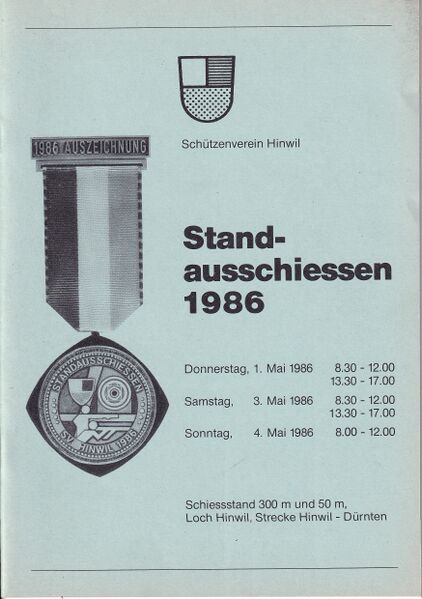 Schützenverein Hinwil
1986 AUSZEICHNUNG
Stand-
ausschiessen
1986
Donnerstag, 1. Mai 1986 8.30 - 12.00
13.30 - 17.00
Samstag, 3. Mai 1986 8.30 - 12.00
13.30 - 17.00
Sonntag, 4. Mai 1986 8.00 - 12.00
STANDAUSSCHIESSEN
SV HINWIL 1986
Schiessstand 300 m und 50 m,
Loch Hinwil, Strecke Hinwil - Dürnten